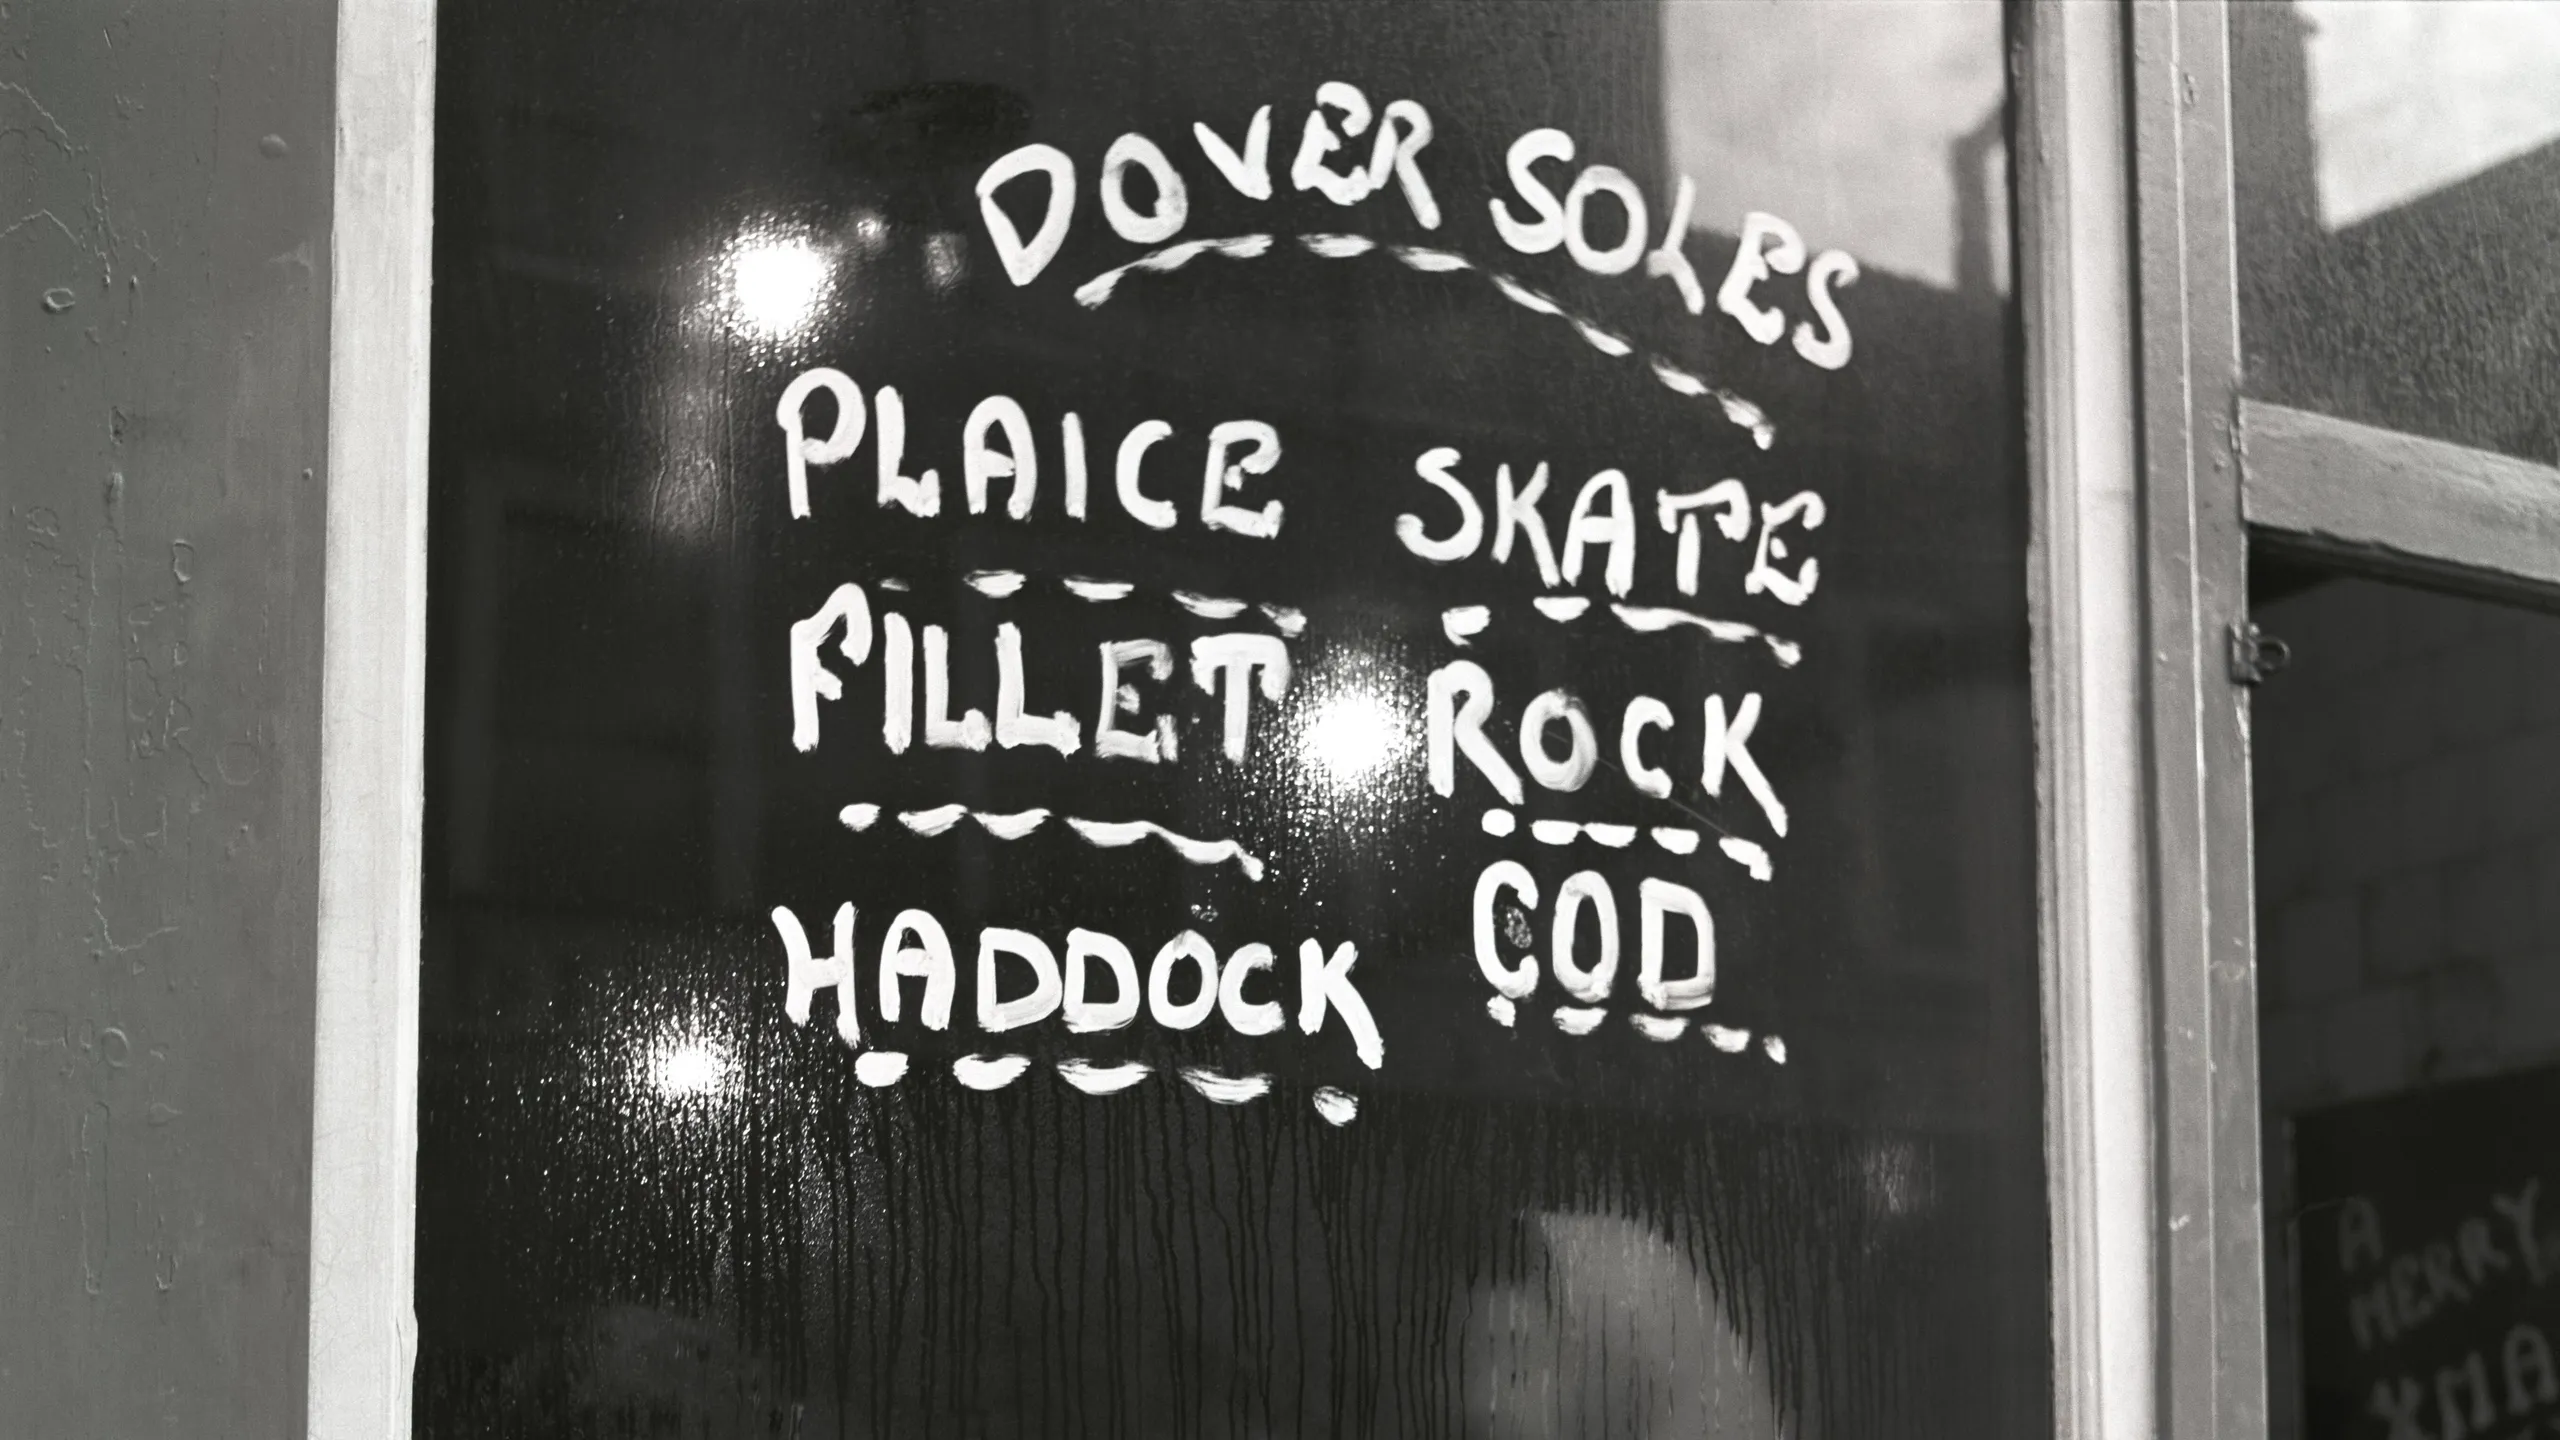 DOVER SOLES
PLAICE
FILLET
HADDOCK
SKATE
ROCK
COD
A
MERRY
XMA